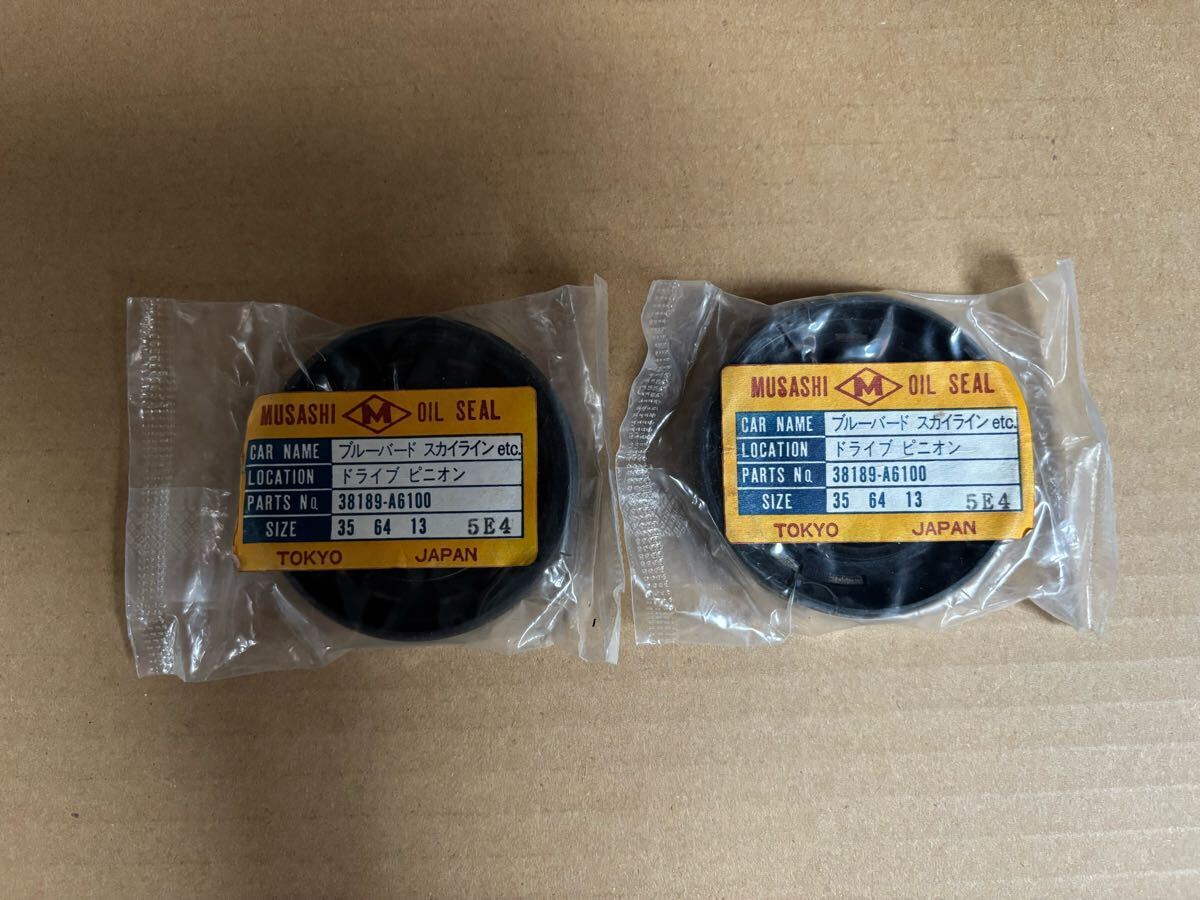 MUSASHI M OIL SEAL
CAR NAME ブルーバード スカイライン etc.
LOCATION ドライブ ピニオン
PARTS No. 38189-A6100
SIZE 35 64 13 5E4
TOKYO JAPAN
MUSASHI M OIL SEAL
CAR NAME ブルーバード スカイライン etc.
LOCATION ドライブ ピニオン
PARTS No. 38189-A6100
SIZE 35 64 13 5E4
TOKYO JAPAN